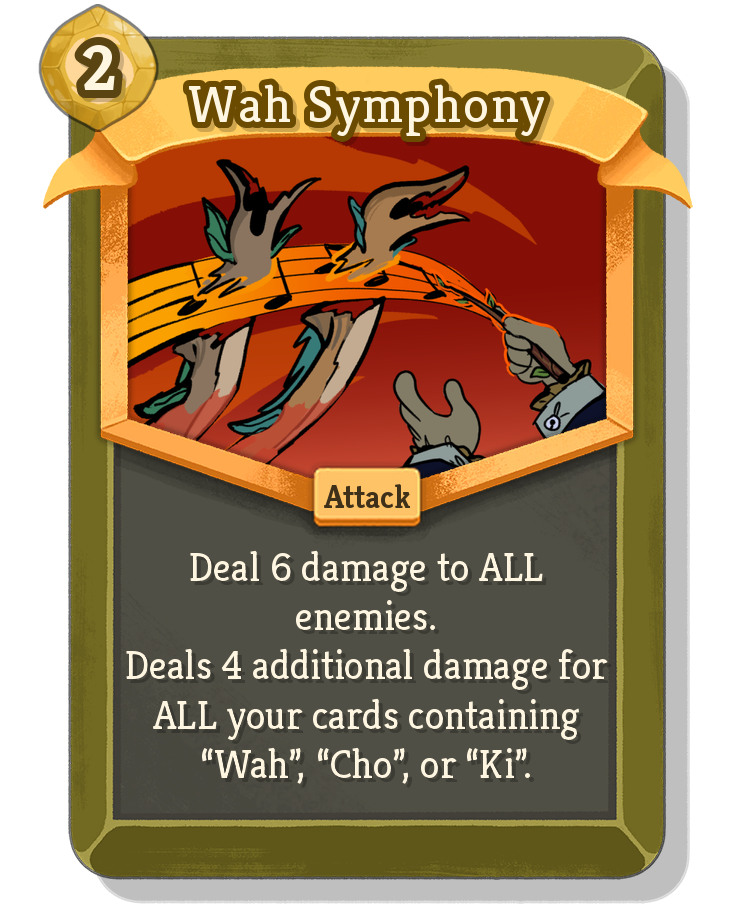 2
Wah Symphony
Attack
Deal 6 damage to ALL
enemies.
Deals 4 additional damage for
ALL your cards containing
“Wah”, “Cho”, or “Ki”.